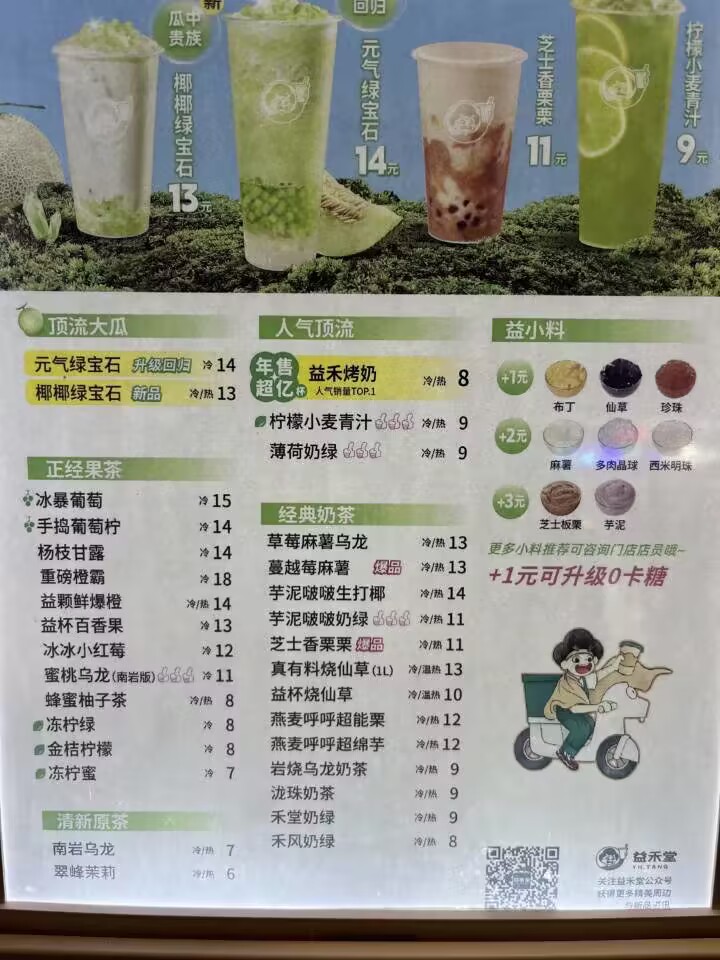 新
瓜中
贵族
回归
椰椰绿宝石
13元
元气绿宝石
14元
芝士香栗栗
11元
柠檬小麦青汁
9元
顶流大瓜
元气绿宝石 升级回归 冷 14
椰椰绿宝石 新品 冷/热 13
正经果茶
冰暴葡萄 冷 15
手捣葡萄柠 冷 14
杨枝甘露 冷 14
重磅橙霸 冷 18
益颗鲜爆橙 冷/热 14
益杯百香果 冷 13
冰冰小红莓 冷 12
蜜桃乌龙(南岩版) 冷 11
蜂蜜柚子茶 冷/热 8
冻柠绿 冷 8
金桔柠檬 冷 8
冻柠蜜 冷 7
清新原茶
南岩乌龙 冷/热 7
翠峰茉莉 冷/热 6
人气顶流
年售
超亿杯
益禾烤奶 冷/热 8
人气销量TOP.1
柠檬小麦青汁 冷/热 9
薄荷奶绿 冷/热 9
经典奶茶
草莓麻薯乌龙 冷/热 13
蔓越莓麻薯 爆品 冷/热 13
芋泥啵啵生打椰 冷/热 14
芋泥啵啵奶绿 冷/热 11
芝士香栗栗 爆品 冷/热 11
真有料烧仙草(1L) 冷/温热 13
益杯烧仙草 冷/温热 10
燕麦呼呼超能栗 冷/热 12
燕麦呼呼超绵芋 冷/热 12
岩烧乌龙奶茶 冷/热 9
泷珠奶茶 冷/热 9
禾堂奶绿 冷/热 9
禾风奶绿 冷/热 8
益小料
+1元
布丁 仙草 珍珠
+2元
麻薯 多肉晶球 西米明珠
+3元
芝士板栗 芋泥
更多小料推荐可咨询门店店员哦~
+1元可升级0卡糖
益禾堂
YH.TANG
关注益禾堂公众号
获得更多精美周边
与新品资讯